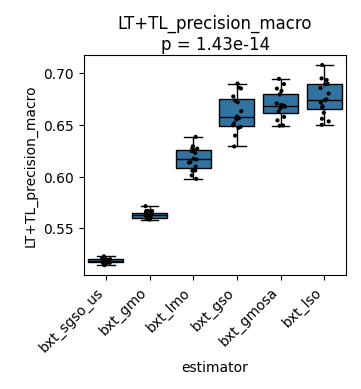 LT+TL_precision_macro
p = 1.43e-14
LT+TL_precision_macro
0.70
0.65
0.60
0.55
bxt_sgso_us
bxt_gmo
bxt_lmo
bxt_gso
bxt_gmosa
bxt_lso
estimator